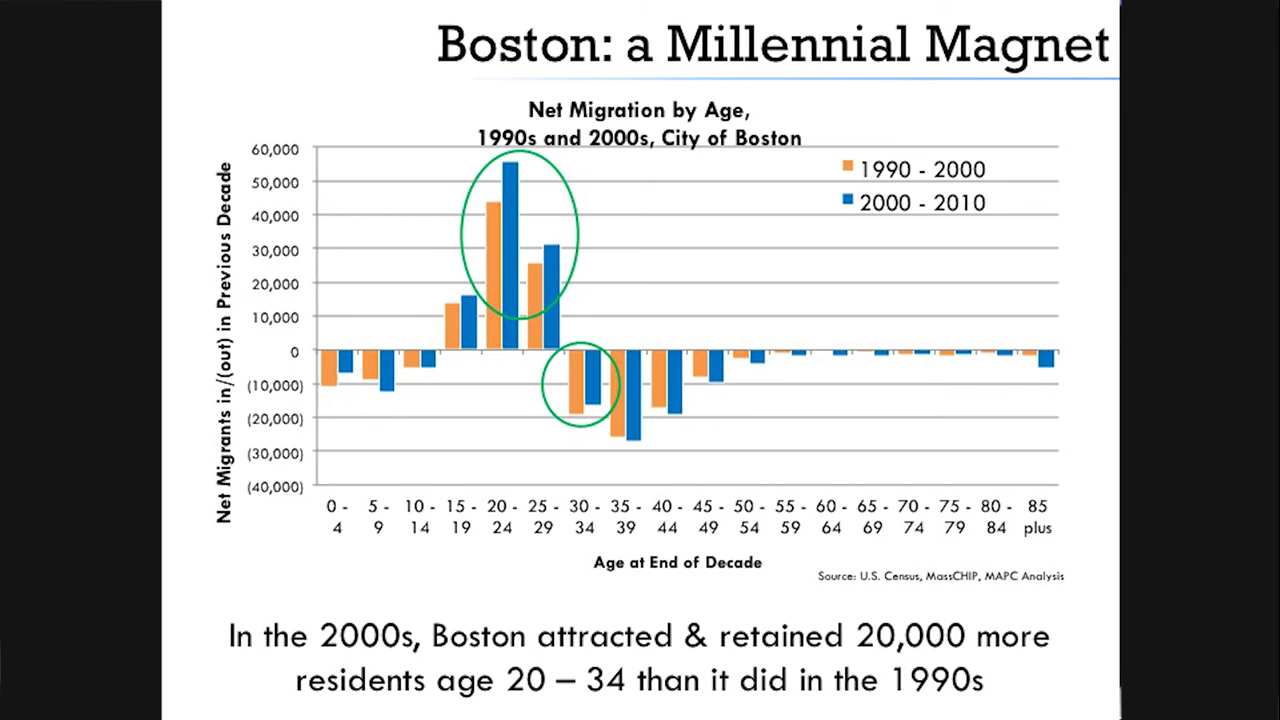 Boston: a Millennial Magnet
Net Migration by Age,
1990s and 2000s, City of Boston
1990 - 2000
2000 - 2010
Net Migrants in/(out) in Previous Decade
60,000
50,000
40,000
30,000
20,000
10,000
0
(10,000)
(20,000)
(30,000)
(40,000)
0 - 5 - 10 - 15 - 20 - 25 - 30 - 35 - 40 - 45 - 50 - 55 - 60 - 65 - 70 - 75 - 80 - 85
4 9 14 19 24 29 34 39 44 49 54 59 64 69 74 79 84 plus
Age at End of Decade
Source: U.S. Census, MassCHIP, MAPC Analysis
In the 2000s, Boston attracted & retained 20,000 more
residents age 20 – 34 than it did in the 1990s